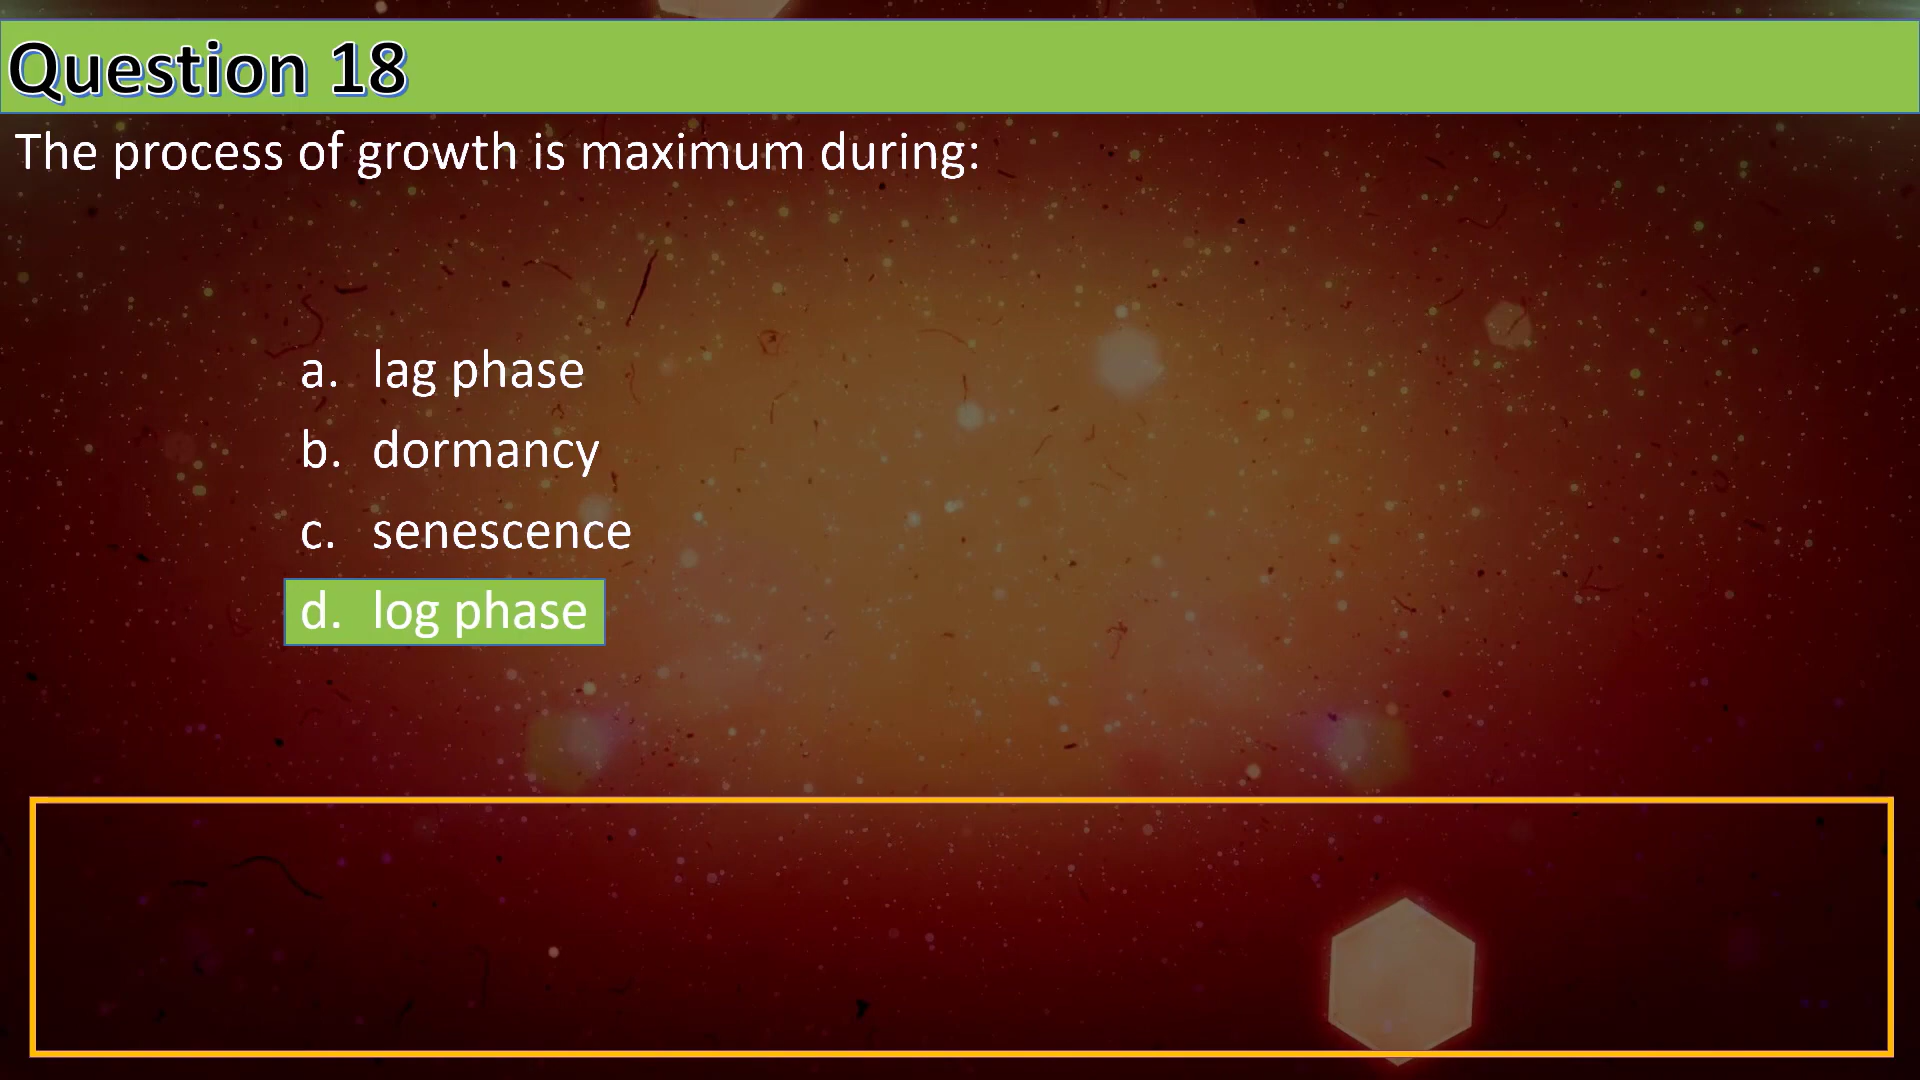 Question 18
The process of growth is maximum during:
a. lag phase
b. dormancy
c. senescence
d. log phase